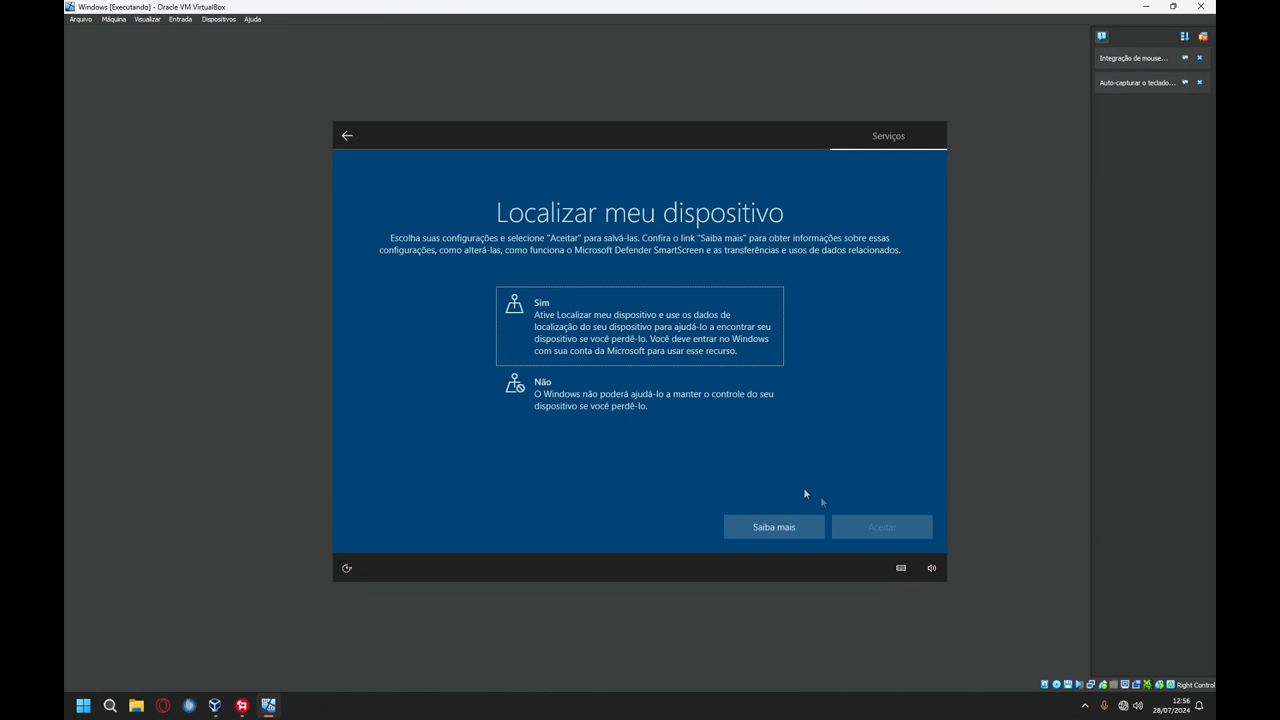 Windows [Executando] - Oracle VM VirtualBox
Arquivo Máquina Visualizar Entrada Dispositivos Ajuda
Integração de mouse...
Auto-capturar o teclado...
Serviços
Localizar meu dispositivo
Escolha suas configurações e selecione "Aceitar" para salvá-las. Confira o link "Saiba mais" para obter informações sobre essas
configurações, como alterá-las, como funciona o Microsoft Defender SmartScreen e as transferências e usos de dados relacionados.
Sim
Ative Localizar meu dispositivo e use os dados de
localização do seu dispositivo para ajudá-lo a encontrar seu
dispositivo se você perdê-lo. Você deve entrar no Windows
com sua conta da Microsoft para usar esse recurso.
Não
O Windows não poderá ajudá-lo a manter o controle do seu
dispositivo se você perdê-lo.
Saiba mais
Aceitar
Right Control
12:56
28/07/2024